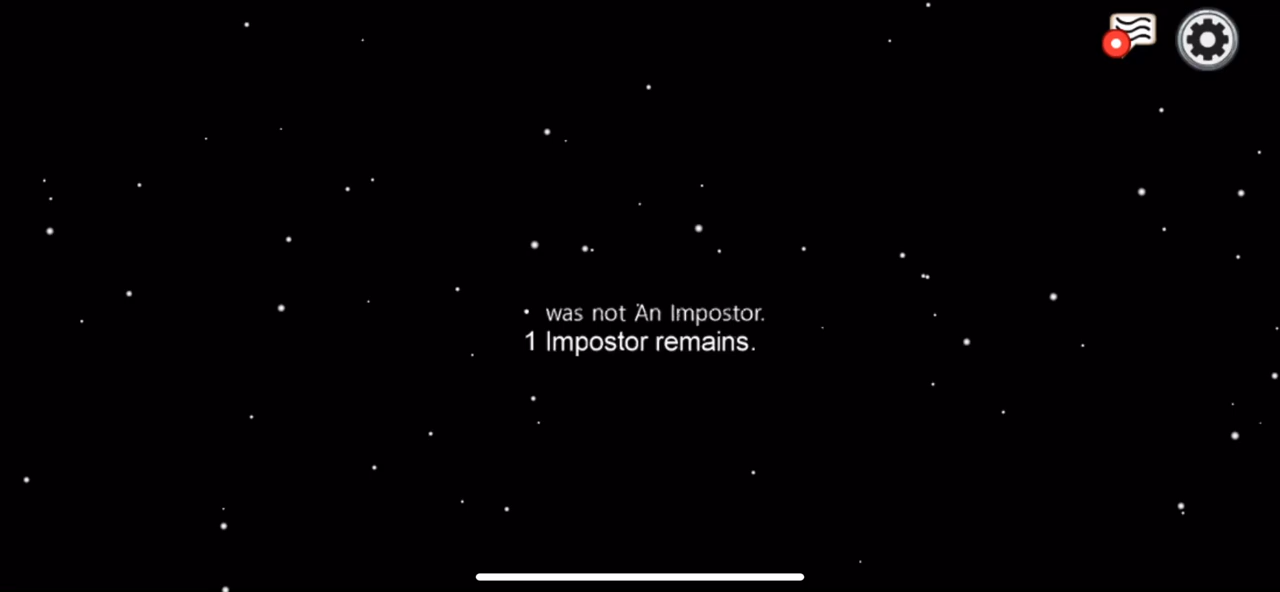 . was not An Impostor.
1 Impostor remains.